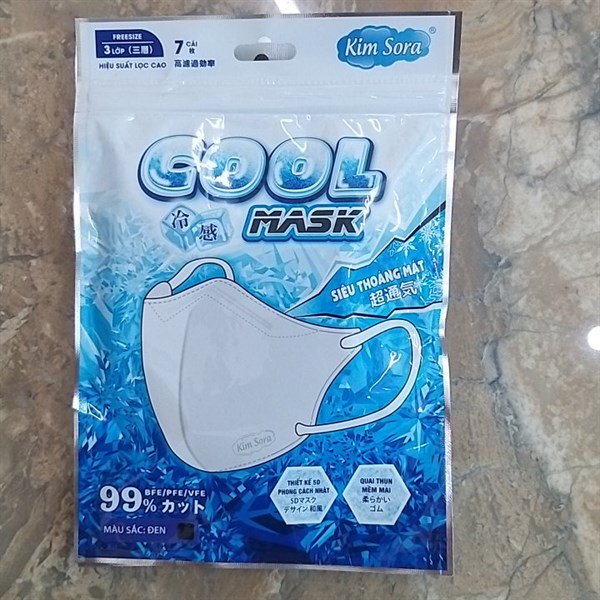 FREESIZE
3 LỚP (三層)
HIỆU SUẤT LỌC CAO
7 CÁI
枚
高濾過効率
Kim Sora
COOL
冷感
MASK
SIÊU THOÁNG MÁT
超通気
Kim Sora
99% BFE/PFE/VFE
カット
MÀU SẮC: ĐEN
THIẾT KẾ 5D
PHONG CÁCH NHẬT
5Dマスク
デザイン和風
QUAI THUN
MỀM MẠI
柔らかい
ゴム